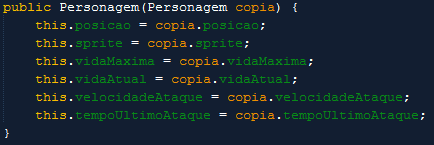 public Personagem(Personagem copia) {
this.posicao = copia.posicao;
this.sprite = copia.sprite;
this.vidaMaxima = copia.vidaMaxima;
this.vidaAtual = copia.vidaAtual;
this.velocidadeAtaque = copia.velocidadeAtaque;
this.tempoUltimoAtaque = copia.tempoUltimoAtaque;
}